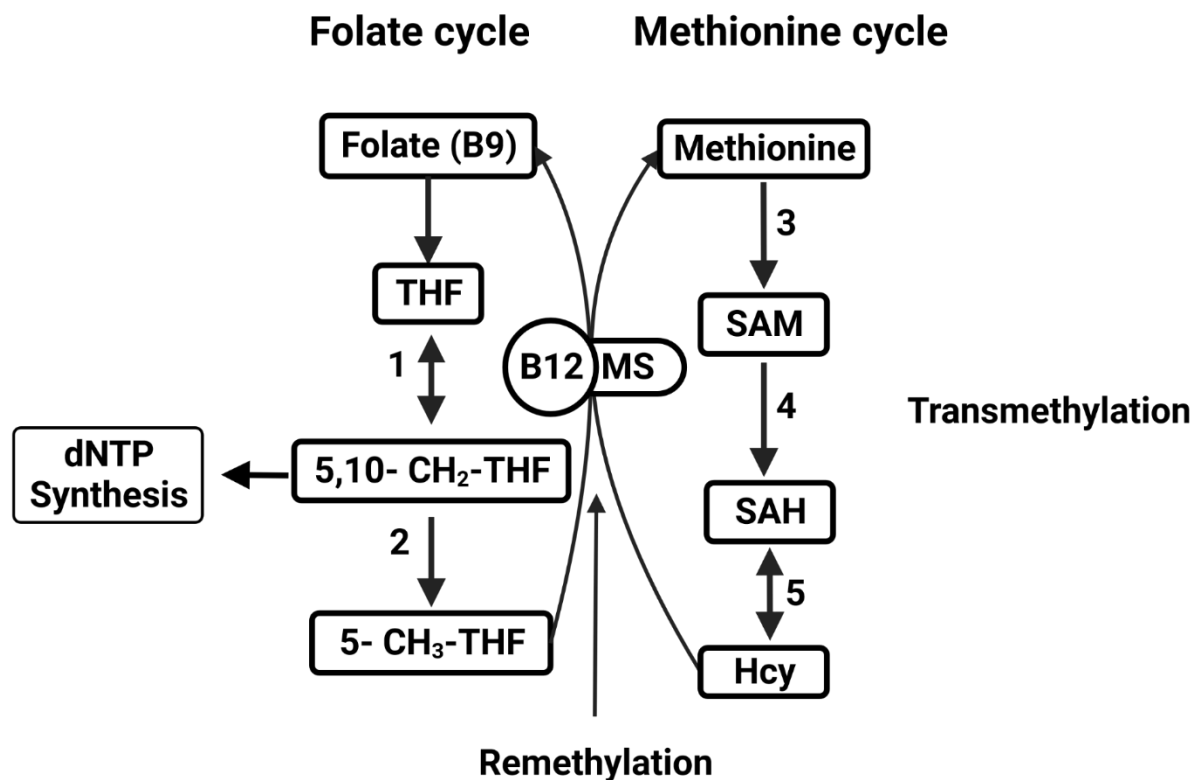 Folate cycle
Methionine cycle
Folate (B9)
Methionine
3
THF
SAM
1
B12
MS
4
Transmethylation
dNTP
Synthesis
5,10- CH₂-THF
SAH
2
5
5- CH₃-THF
Hcy
Remethylation